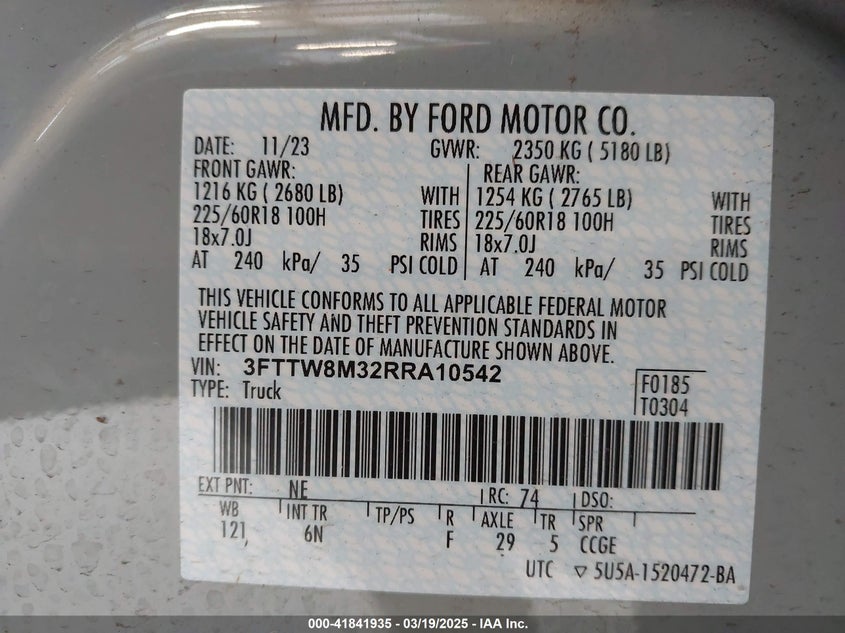 MFD. BY FORD MOTOR CO.
DATE: 11/23 GVWR: 2350 KG ( 5180 LB)
FRONT GAWR: REAR GAWR:
1216 KG ( 2680 LB) WITH 1254 KG ( 2765 LB) WITH
225/60R18 100H TIRES 225/60R18 100H TIRES
18x7.0J RIMS 18x7.0J RIMS
AT 240 kPa/ 35 PSI COLD AT 240 kPa/ 35 PSI COLD
THIS VEHICLE CONFORMS TO ALL APPLICABLE FEDERAL MOTOR
VEHICLE SAFETY AND THEFT PREVENTION STANDARDS IN
EFFECT ON THE DATE OF MANUFACTURE SHOWN ABOVE.
VIN: 3FTTW8M32RRA10542
TYPE: Truck F0185
T0304
EXT PNT: NE RC: 74 DSO:
WB INT TR TP/PS R AXLE TR SPR
121 6N F 29 5 CCGE
UTC ▽ 5U5A-1520472-BA
000-41841935 - 03/19/2025 - IAA Inc.